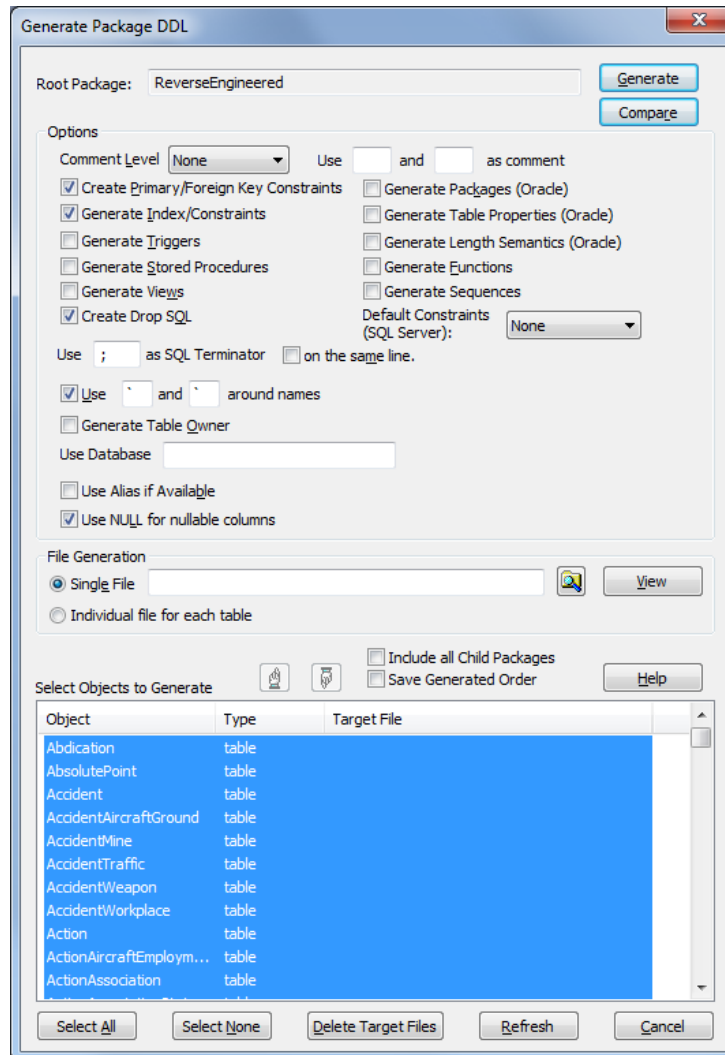 Generate Package DDL
Root Package: ReverseEngineered
Generate
Compare
Options
Comment Level None Use and as comment
Create Primary/Foreign Key Constraints Generate Packages (Oracle)
Generate Index/Constraints Generate Table Properties (Oracle)
Generate Triggers Generate Length Semantics (Oracle)
Generate Stored Procedures Generate Functions
Generate Views Generate Sequences
Create Drop SQL Default Constraints (SQL Server): None
Use ; as SQL Terminator on the same line.
Use ` and ` around names
Generate Table Owner
Use Database
Use Alias if Available
Use NULL for nullable columns
File Generation
Single File View
Individual file for each table
Include all Child Packages
Select Objects to Generate Save Generated Order Help
Object Type Target File
Abdication table
AbsolutePoint table
Accident table
AccidentAircraftGround table
AccidentMine table
AccidentTraffic table
AccidentWeapon table
AccidentWorkplace table
Action table
ActionAircraftEmploym... table
ActionAssociation table
Select All Select None Delete Target Files Refresh Cancel